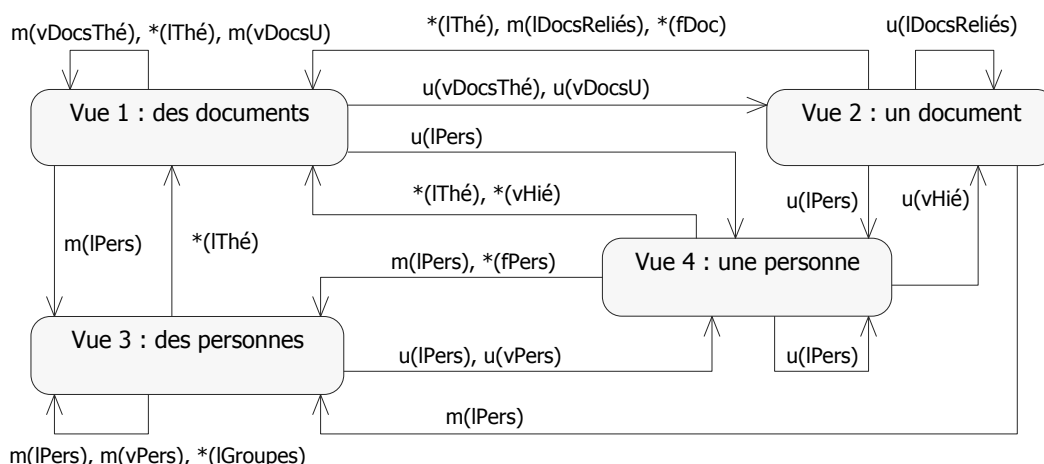 m(vDocsThé), *(lThé), m(vDocsU)
*(lThé), m(lDocsReliés), *(fDoc)
u(lDocsReliés)
Vue 1 : des documents
u(vDocsThé), u(vDocsU)
Vue 2 : un document
u(lPers)
*(lThé), *(vHié)
u(lPers)
u(vHié)
m(lPers)
*(lThé)
Vue 4 : une personne
m(lPers), *(fPers)
Vue 3 : des personnes
u(lPers), u(vPers)
u(lPers)
m(lPers)
m(lPers), m(vPers), *(lGroupes)